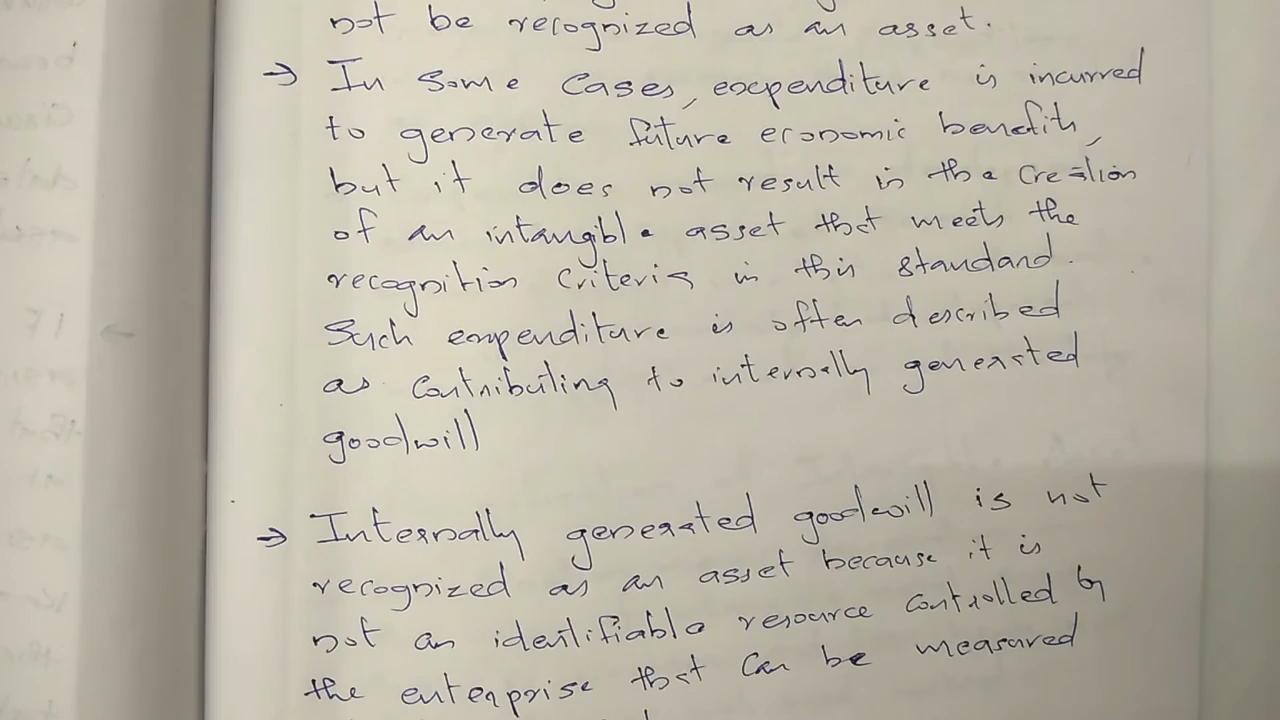 not be recognized as an asset.
→ In Some Cases, expenditure is incurred
to generate future economic benefits,
but it does not result in the Creation
of an intangible asset that meets the
recognition Criteria in this standard.
Such expenditure is often described
as Contributing to internally generated
goodwill
→ Internally generated goodwill is not
recognized as an asset because it is
not an identifiable resource Controlled by
the enterprise that Can be measured